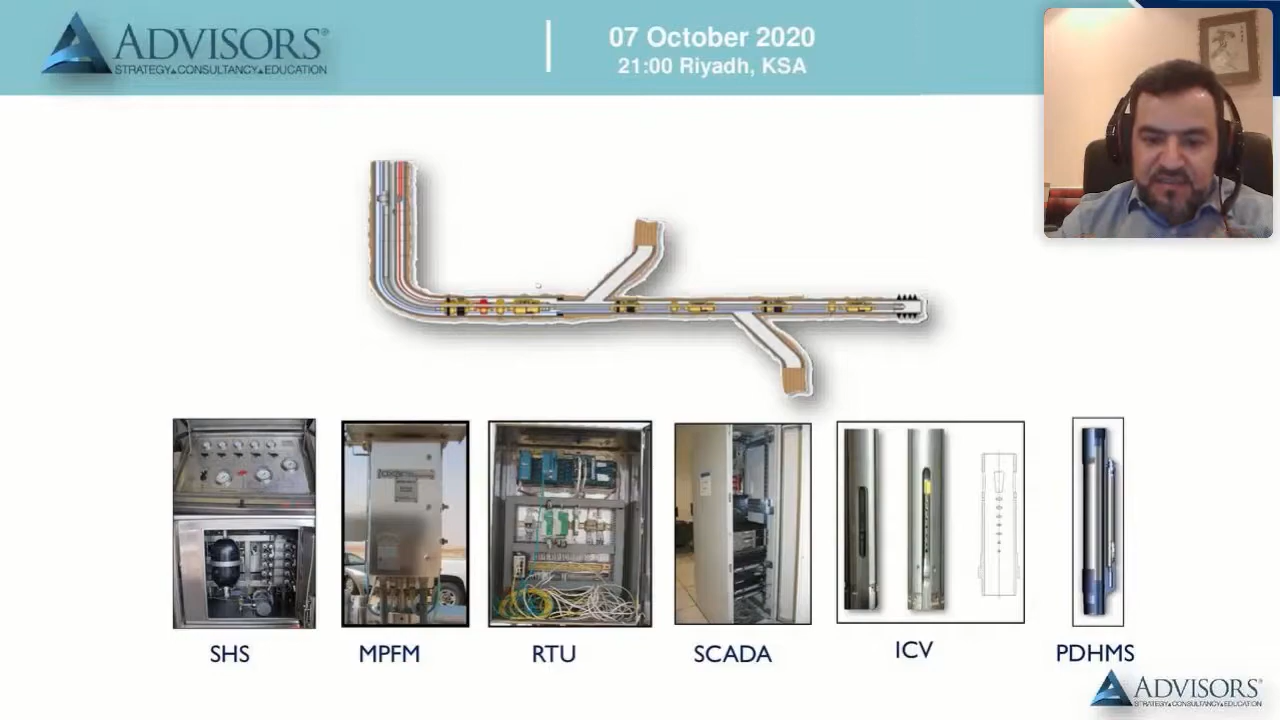 ADVISORS®
STRATEGY▲CONSULTANCY▲EDUCATION
07 October 2020
21:00 Riyadh, KSA
SHS
MPFM
RTU
SCADA
ICV
PDHMS
ADVISORS®
STRATEGY▲CONSULTANCY▲EDUCATION